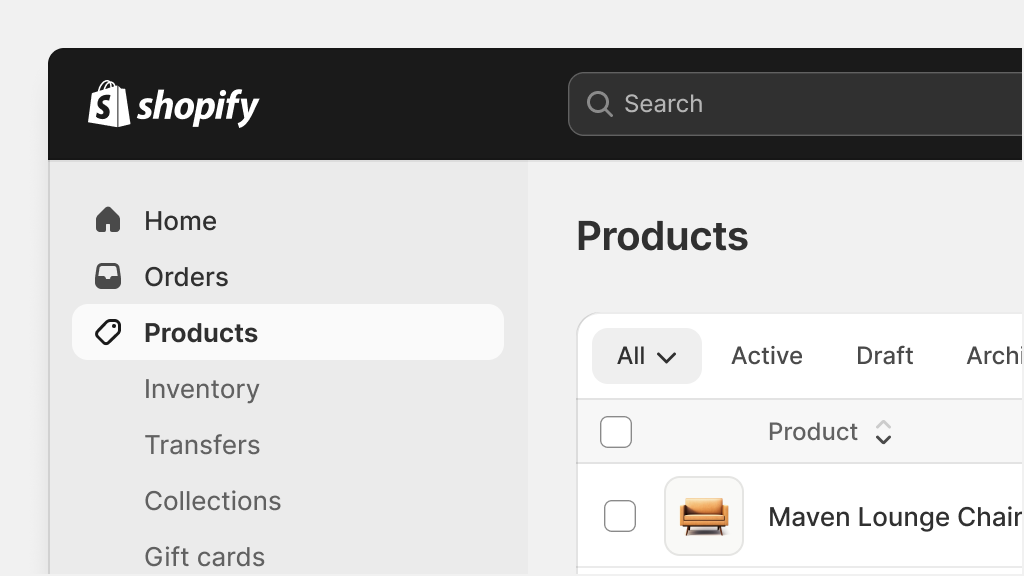 shopify
Search
Home
Orders
Products
Inventory
Transfers
Collections
Gift cards
Products
All
Active
Draft
Archi
Product
Maven Lounge Chair